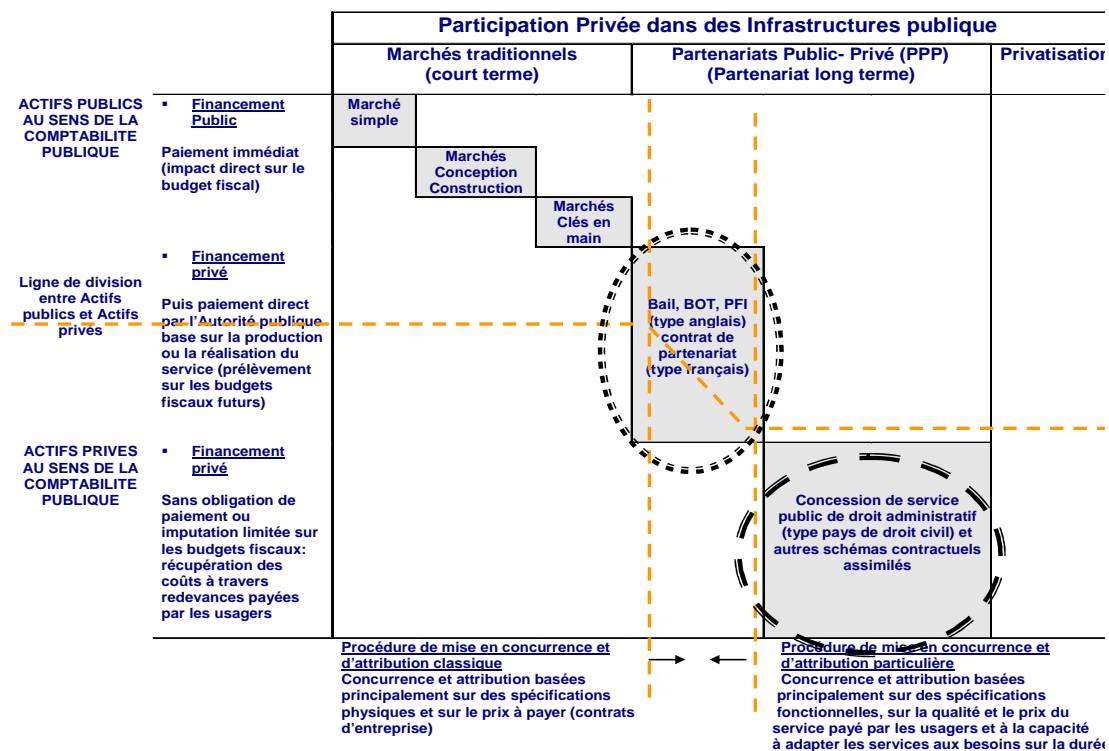 Participation Privée dans des Infrastructures publique
Marchés traditionnels
(court terme)
Partenariats Public- Privé (PPP)
(Partenariat long terme)
Privatisation
ACTIFS PUBLICS
AU SENS DE LA
COMPTABILITE
PUBLIQUE
▪ Financement
Public
Paiement immédiat
(impact direct sur le
budget fiscal)
Marché
simple
Marchés
Conception
Construction
Marchés
Clés en
main
Ligne de division
entre Actifs
publics et Actifs
privés
▪ Financement
privé
Puis paiement direct
par l'Autorité publique
base sur la production
ou la réalisation du
service (prélèvement
sur les budgets
fiscaux futurs)
Bail, BOT, PFI
(type anglais)
contrat de
partenariat
(type français)
ACTIFS PRIVES
AU SENS DE LA
COMPTABILITE
PUBLIQUE
▪ Financement
privé
Sans obligation de
paiement ou
imputation limitée sur
les budgets fiscaux:
récupération des
coûts à travers
redevances payées
par les usagers
Concession de service
public de droit administratif
(type pays de droit civil) et
autres schémas contractuels
assimilés
Procédure de mise en concurrence et
d'attribution classique
Concurrence et attribution basées
principalement sur des spécifications
physiques et sur le prix à payer (contrats
d'entreprise)
Procédure de mise en concurrence et
d'attribution particulière
Concurrence et attribution basées
principalement sur des spécifications
fonctionnelles, sur la qualité et le prix du
service payé par les usagers et à la capacité
à adapter les services aux besoins sur la durée